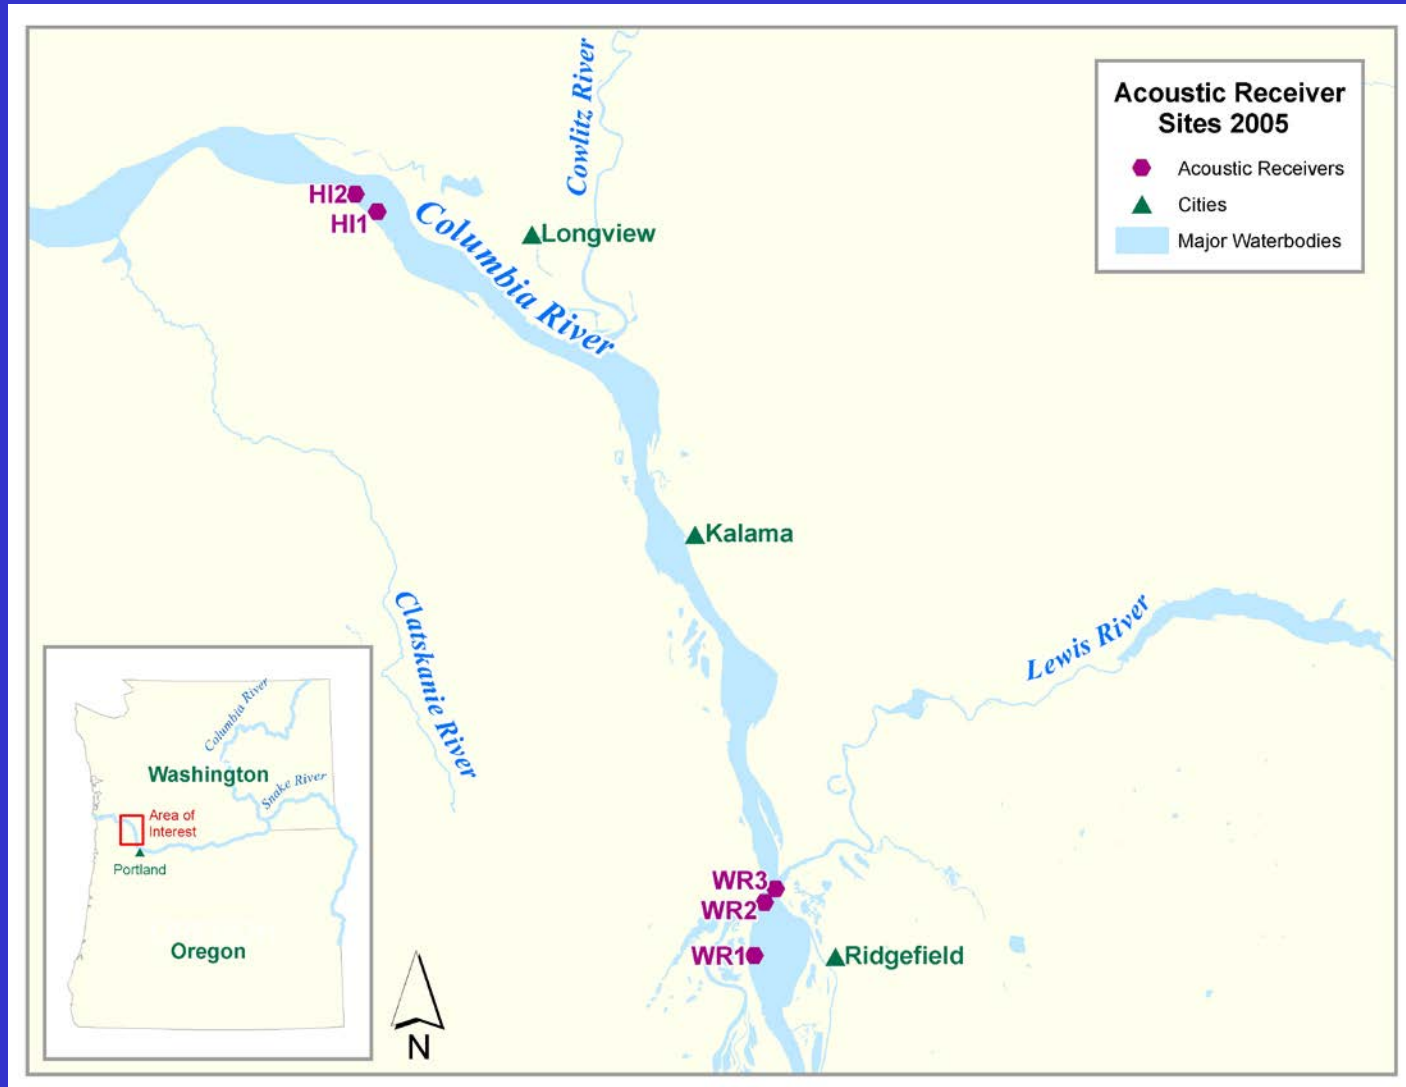 Acoustic Receiver
Sites 2005
Acoustic Receivers
Cities
Major Waterbodies
Cowlitz River
HI2
HI1
Columbia River
Longview
Kalama
Clatskanie River
Lewis River
WR3
WR2
WR1
Ridgefield
Columbia River
Washington
Snake River
Area of
Interest
Portland
Oregon
N